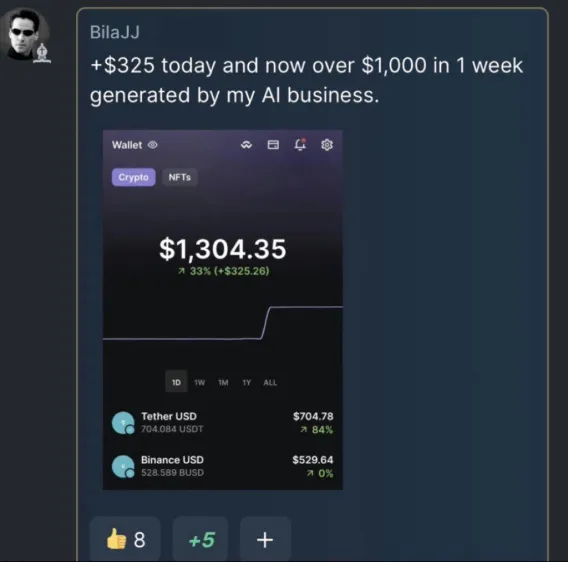 BilaJJ
+$325 today and now over $1,000 in 1 week
generated by my AI business.
Wallet
Crypto NFTs
$1,304.35
↗ 33% (+$325.26)
1D 1W 1M 1Y ALL
Tether USD $704.78
704.084 USDT ↗ 84%
Binance USD $529.64
528.589 BUSD ↗ 0%
👍 8 +5 +